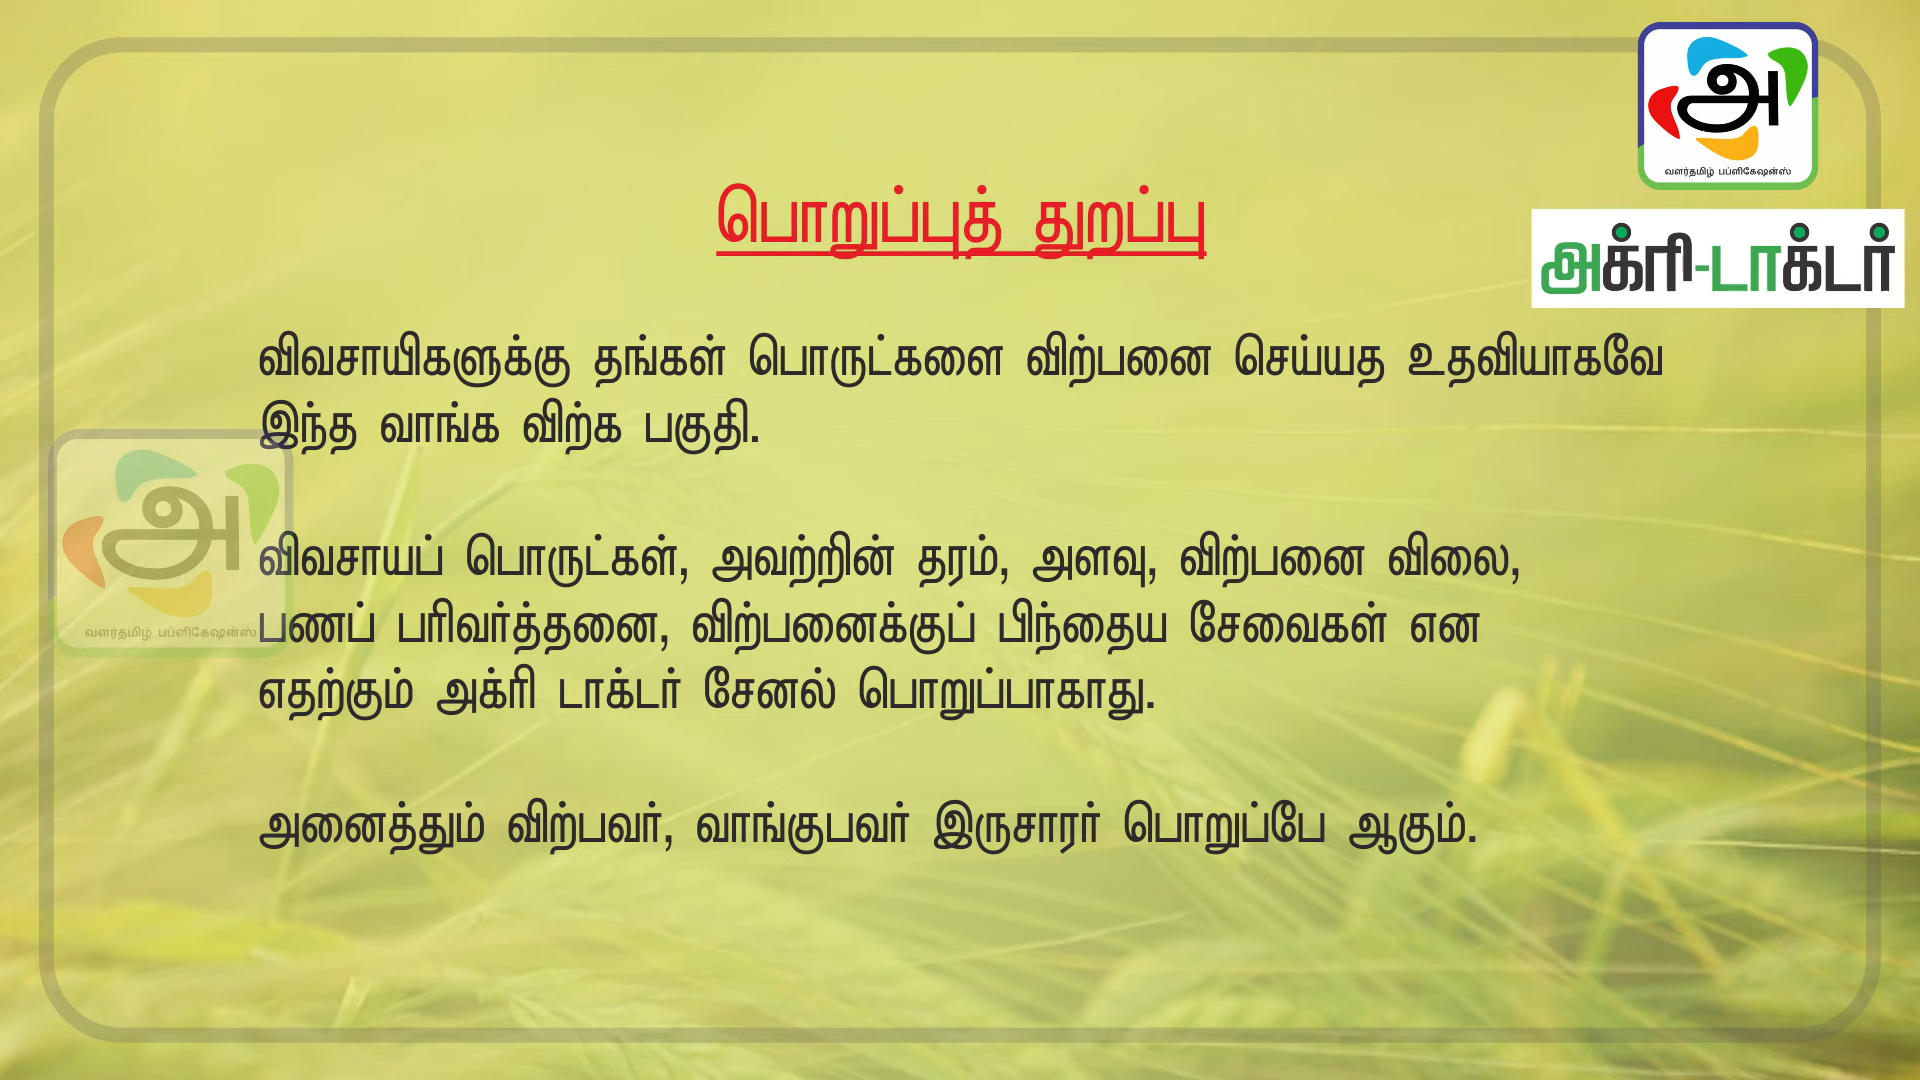 அ
வளர்தமிழ் பப்ளிகேஷன்ஸ்
பொறுப்புத் துறப்பு
அக்ரி-டாக்டர்
விவசாயிகளுக்கு தங்கள் பொருட்களை விற்பனை செய்யத உதவியாகவே
இந்த வாங்க விற்க பகுதி.
அ
வளர்தமிழ் பப்ளிகேஷன்ஸ்
விவசாயப் பொருட்கள், அவற்றின் தரம், அளவு, விற்பனை விலை,
பணப் பரிவர்த்தனை, விற்பனைக்குப் பிந்தைய சேவைகள் என
எதற்கும் அக்ரி டாக்டர் சேனல் பொறுப்பாகாது.
அனைத்தும் விற்பவர், வாங்குபவர் இருசாரர் பொறுப்பே ஆகும்.